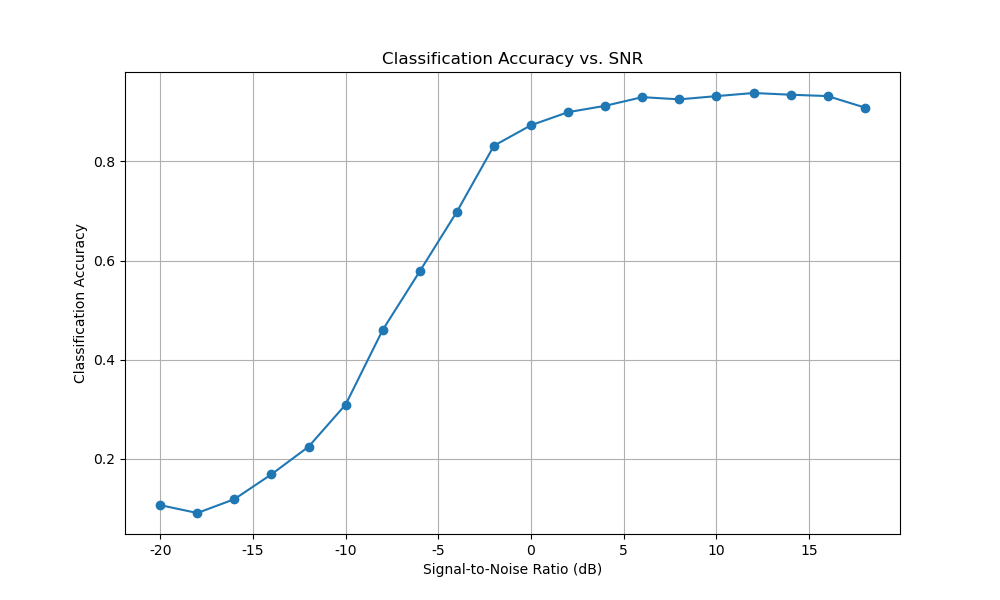 Classification Accuracy vs. SNR
Classification Accuracy
0.8
0.6
0.4
0.2
-20 -15 -10 -5 0 5 10 15
Signal-to-Noise Ratio (dB)